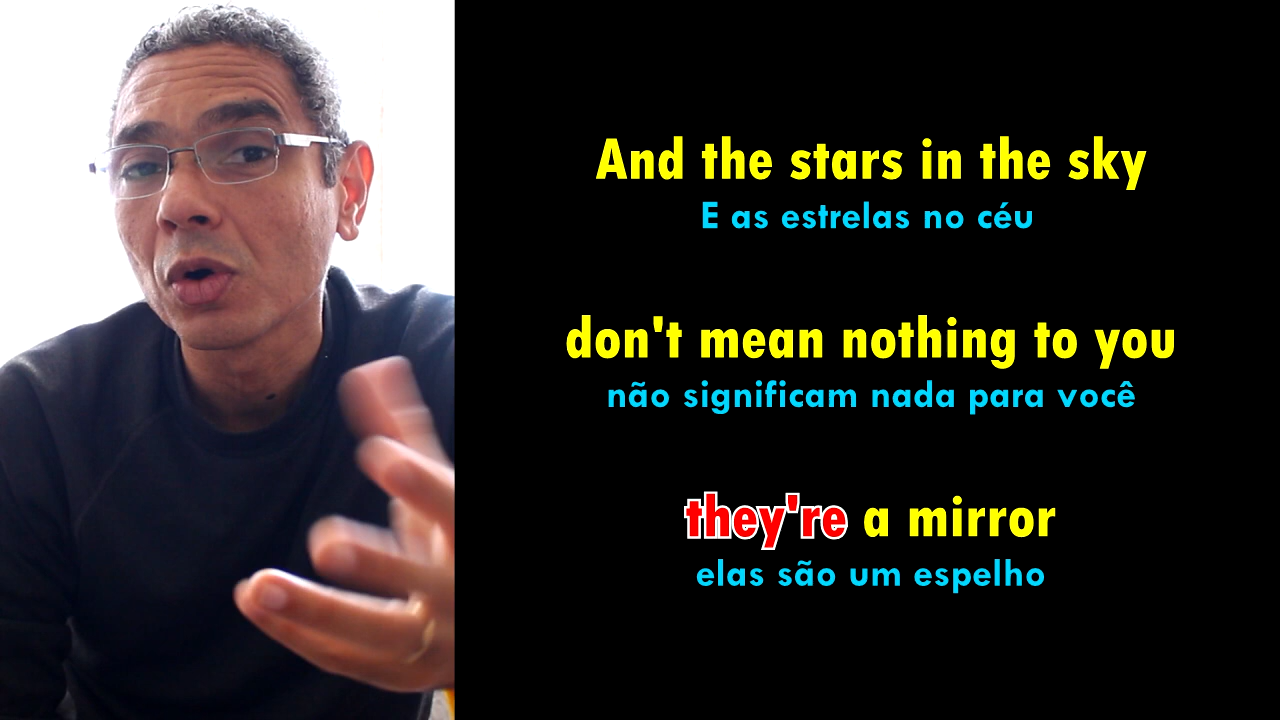 And the stars in the sky
E as estrelas no céu
don't mean nothing to you
não significam nada para você
they're a mirror
elas são um espelho